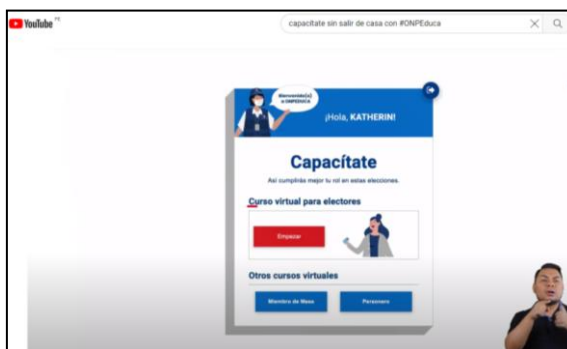 YouTube PE
capacítate sin salir de casa con #ONPEduca
Bienvenido(a)
a ONPEDUCA
¡Hola, KATHERIN!
Capacítate
Así cumplirás mejor tu rol en estas elecciones.
Curso virtual para electores
Empezar
Otros cursos virtuales
Miembro de Mesa
Personero